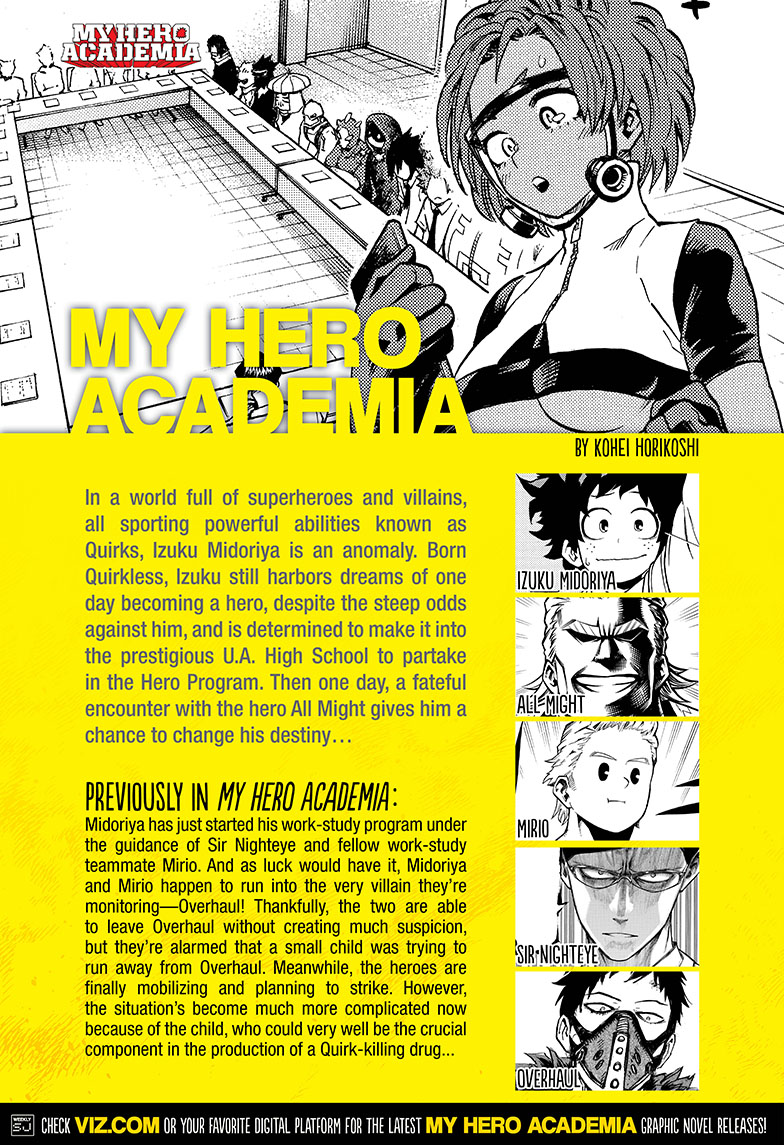 MY HERO
ACADEMIA
MY HERO
ACADEMIA
BY KOHEI HORIKOSHI
In a world full of superheroes and villains,
all sporting powerful abilities known as
Quirks, Izuku Midoriya is an anomaly. Born
Quirkless, Izuku still harbors dreams of one
day becoming a hero, despite the steep odds
against him, and is determined to make it into
the prestigious U.A. High School to partake
in the Hero Program. Then one day, a fateful
encounter with the hero All Might gives him a
chance to change his destiny...
PREVIOUSLY IN MY HERO ACADEMIA:
Midoriya has just started his work-study program under
the guidance of Sir Nighteye and fellow work-study
teammate Mirio. And as luck would have it, Midoriya
and Mirio happen to run into the very villain they're
monitoring—Overhaul! Thankfully, the two are able
to leave Overhaul without creating much suspicion,
but they're alarmed that a small child was trying to
run away from Overhaul. Meanwhile, the heroes are
finally mobilizing and planning to strike. However,
the situation's become much more complicated now
because of the child, who could very well be the crucial
component in the production of a Quirk-killing drug...
IZUKU MIDORIYA
ALL MIGHT
MIRIO
SIR NIGHTEYE
OVERHAUL
WEEKLY
SJ
CHECK VIZ.COM OR YOUR FAVORITE DIGITAL PLATFORM FOR THE LATEST MY HERO ACADEMIA GRAPHIC NOVEL RELEASES!